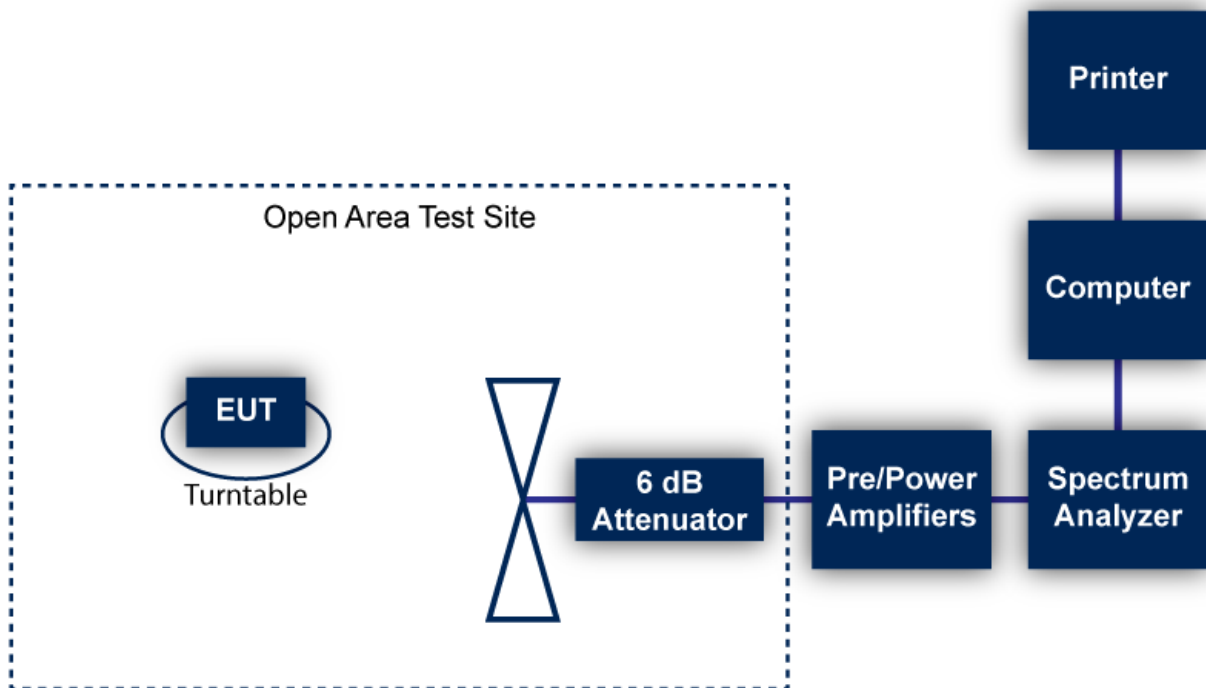 Printer
Open Area Test Site
Computer
EUT
Turntable
6 dB
Attenuator
Pre/Power
Amplifiers
Spectrum
Analyzer